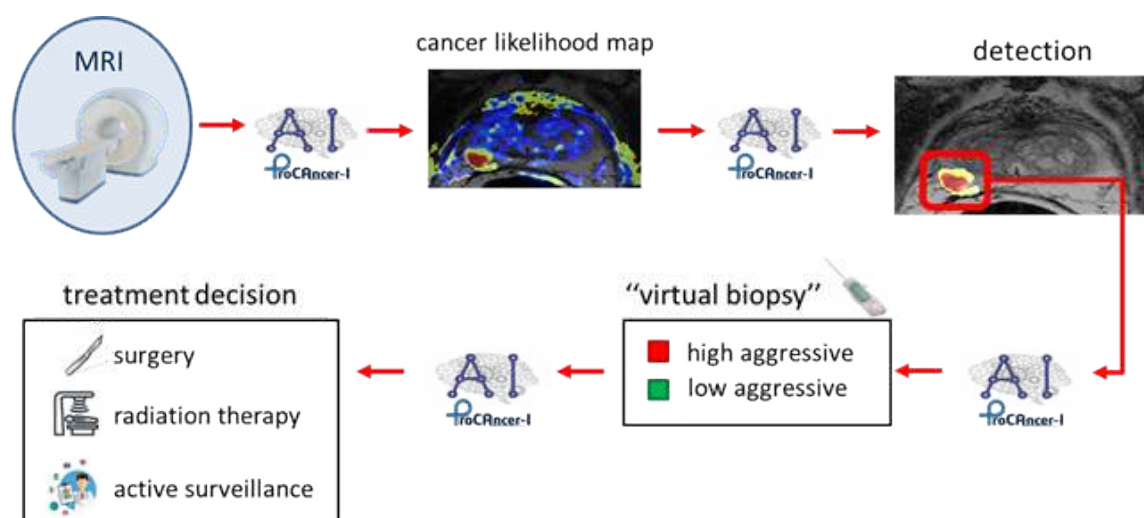 MRI
AI
ProCAncer-I
cancer likelihood map
AI
ProCAncer-I
detection
treatment decision
surgery
radiation therapy
active surveillance
AI
ProCAncer-I
“virtual biopsy”
high aggressive
low aggressive
AI
ProCAncer-I